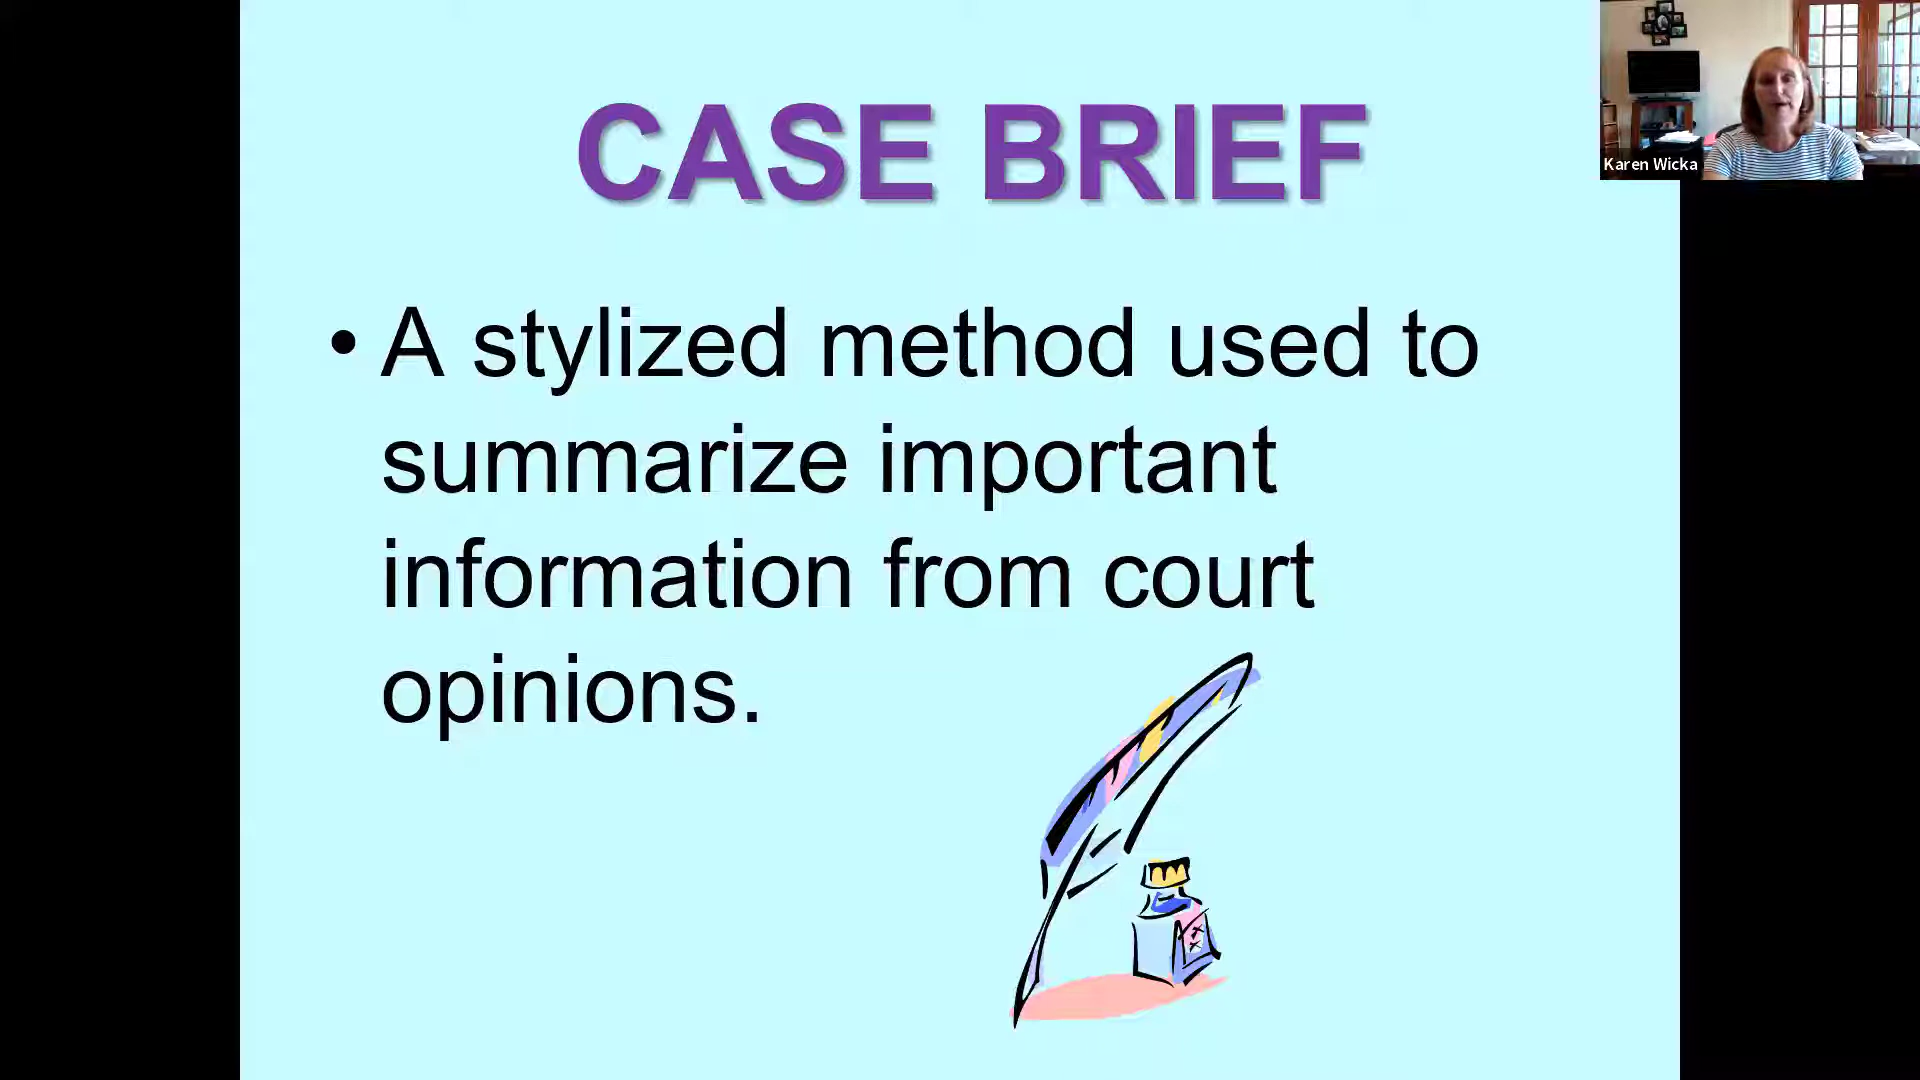 CASE BRIEF
• A stylized method used to
summarize important
information from court
opinions.
Karen Wicka